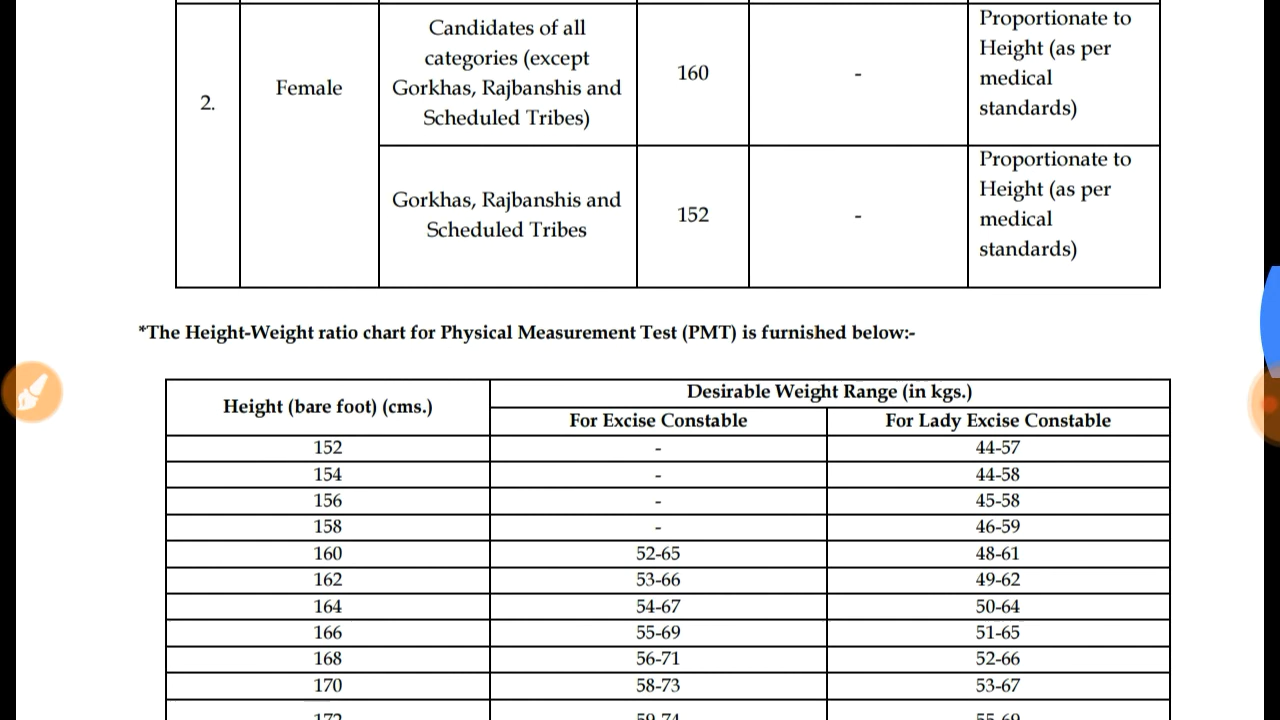 Candidates of all
categories (except
Gorkhas, Rajbanshis and
Scheduled Tribes)
2.
Female
160
-
Proportionate to
Height (as per
medical
standards)
Gorkhas, Rajbanshis and
Scheduled Tribes
152
-
Proportionate to
Height (as per
medical
standards)
*The Height-Weight ratio chart for Physical Measurement Test (PMT) is furnished below:-
Height (bare foot) (cms.) Desirable Weight Range (in kgs.)
For Excise Constable For Lady Excise Constable
152 - 44-57
154 - 44-58
156 - 45-58
158 - 46-59
160 52-65 48-61
162 53-66 49-62
164 54-67 50-64
166 55-69 51-65
168 56-71 52-66
170 58-73 53-67
172 59-74 55-69